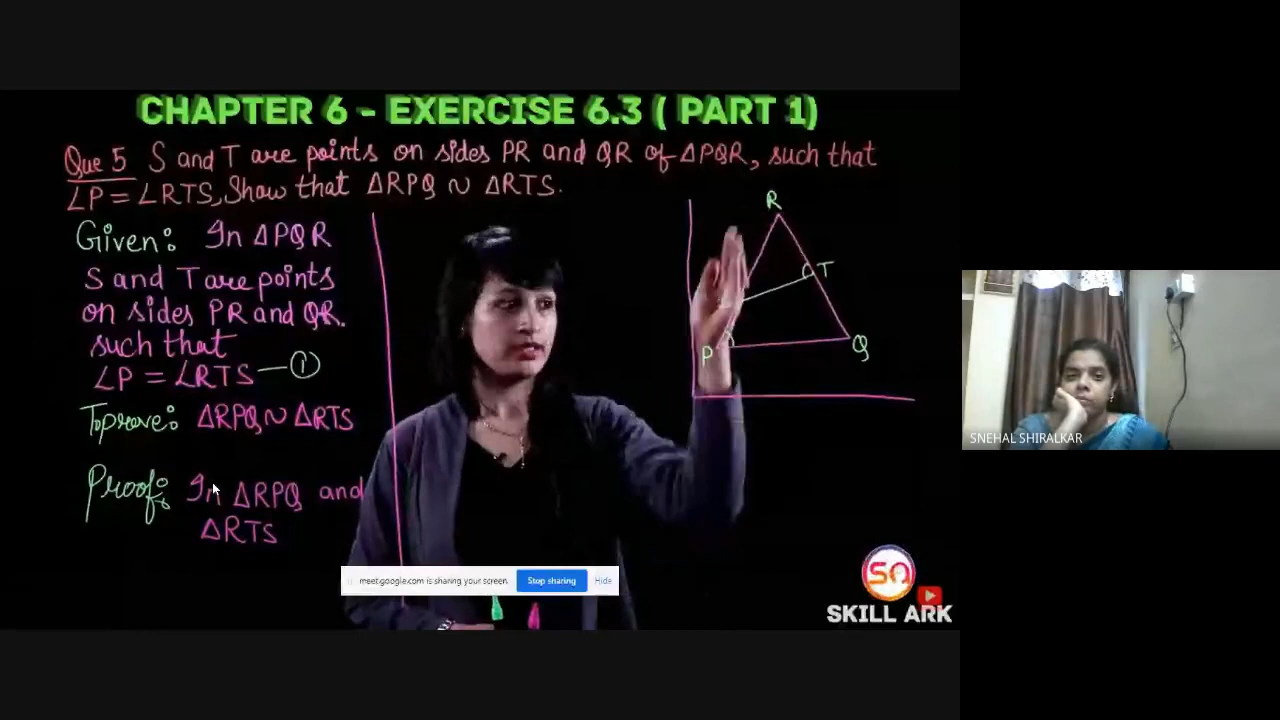 CHAPTER 6 - EXERCISE 6.3 ( PART 1)
Que 5 S and T are points on sides PR and QR of ΔPQR, such that
∠P = ∠RTS, Show that ΔRPQ ~ ΔRTS.
Given: In ΔPQR
S and T are points
on sides PR and QR.
such that
∠P = ∠RTS — ①
To prove: ΔRPQ ~ ΔRTS
Proof: In ΔRPQ and
ΔRTS
R
T
P
Q
meet.google.com is sharing your screen.
Stop sharing
Hide
SA
SKILL ARK
SNEHAL SHIRALKAR